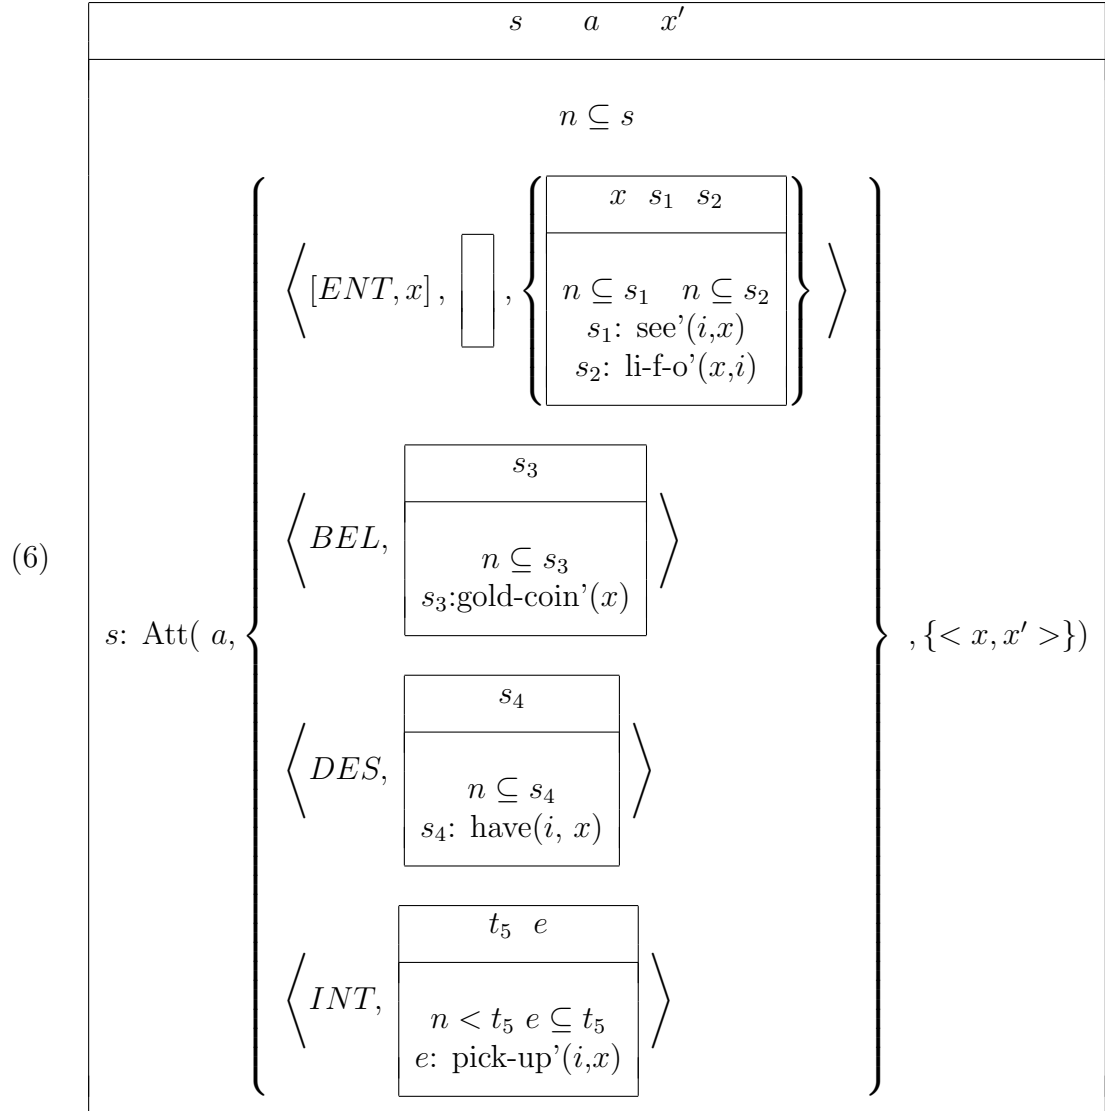 s a x′
n ⊆ s
⟨[ENT, x], , {
x s₁ s₂
n ⊆ s₁ n ⊆ s₂
s₁: see’(i,x)
s₂: li-f-o’(x,i)
}⟩
⟨BEL,
s₃
n ⊆ s₃
s₃:gold-coin’(x)
⟩
(6)
s: Att( a, {
} , {< x, x′ >})
⟨DES,
s₄
n ⊆ s₄
s₄: have(i, x)
⟩
⟨INT,
t₅ e
n < t₅ e ⊆ t₅
e: pick-up’(i,x)
⟩